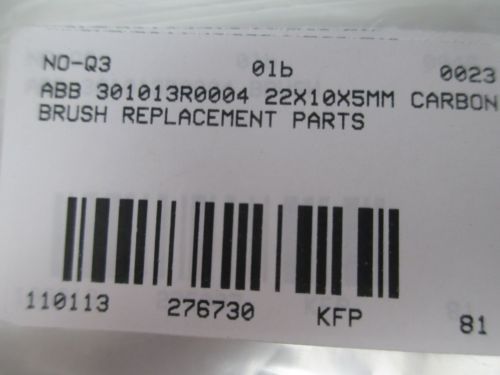 NO-Q3 01b 0023
ABB 301013R0004 22X10X5MM CARBON
BRUSH REPLACEMENT PARTS
110113 276730 KFP 81